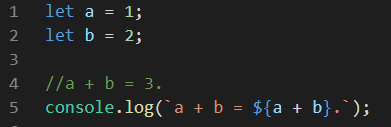 1 let a = 1;
2 let b = 2;
3
4 //a + b = 3.
5 console.log(`a + b = ${a + b}.`);